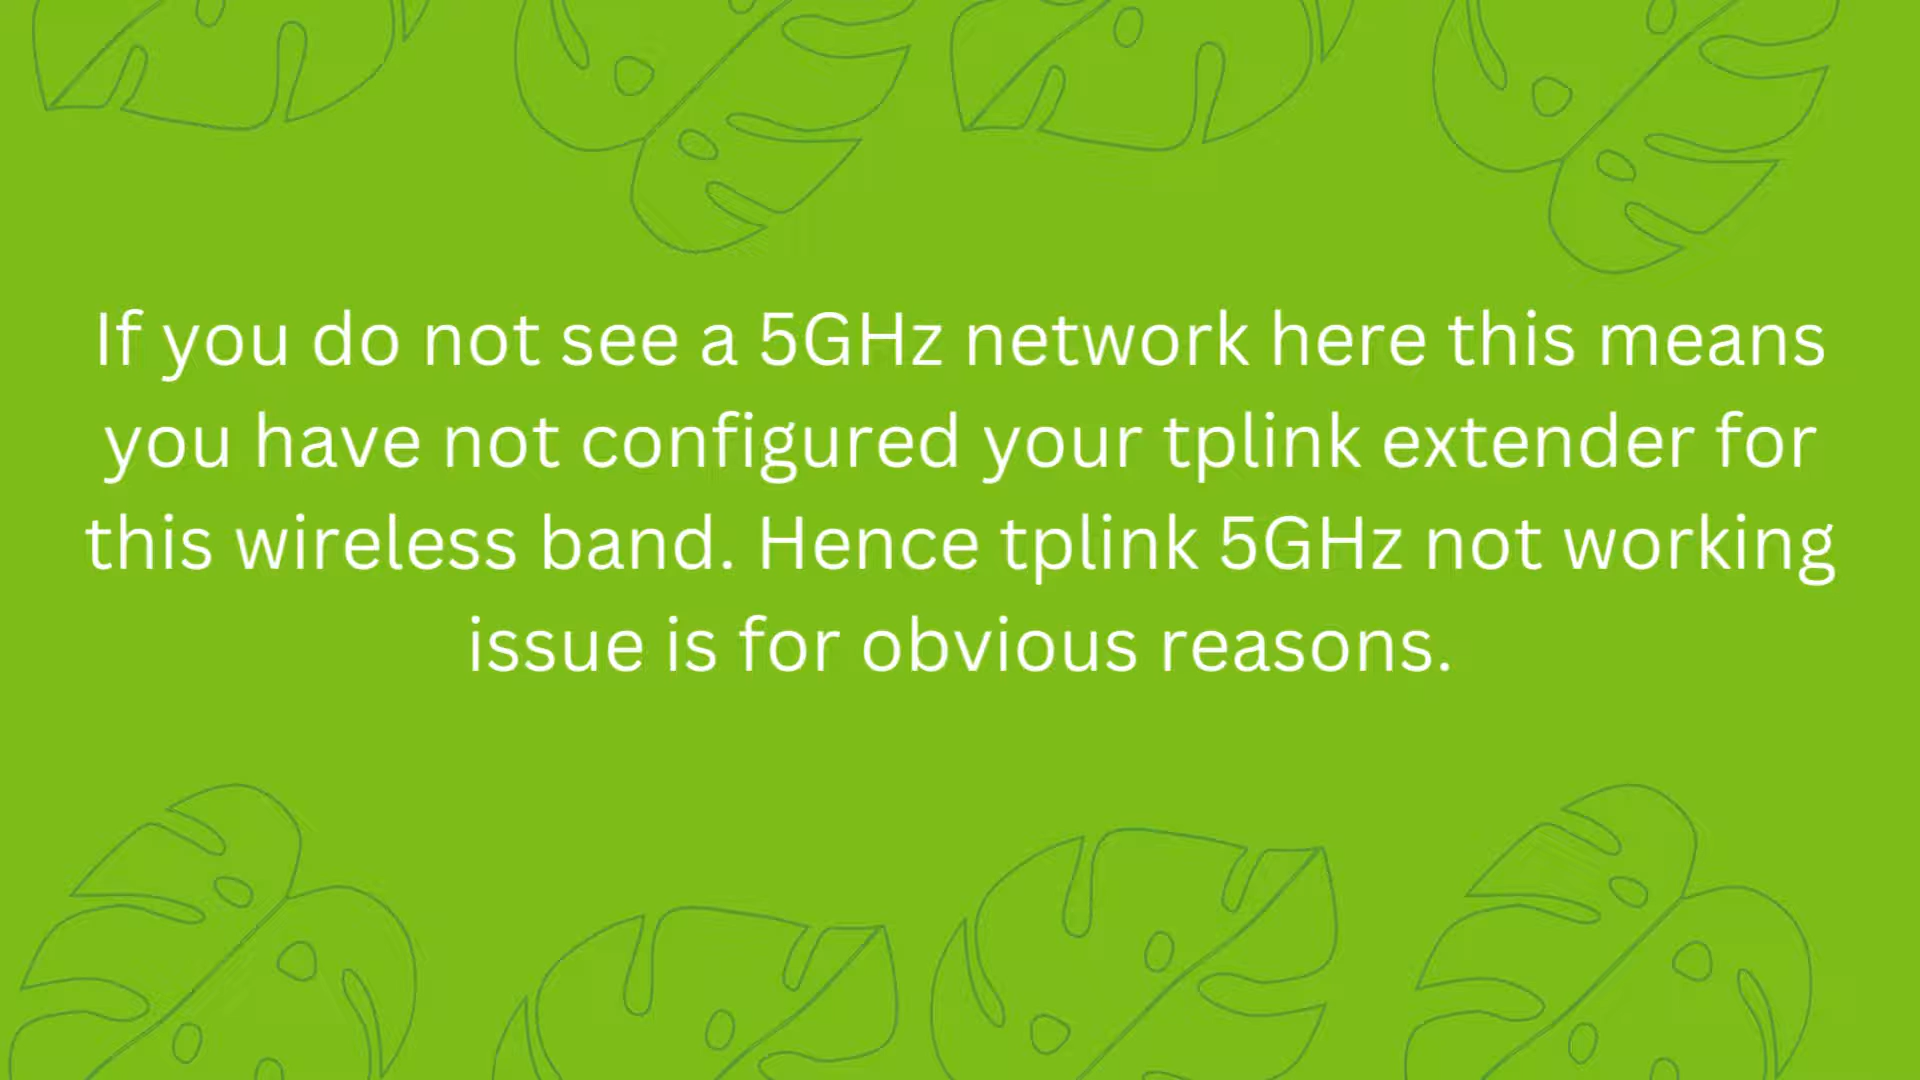 If you do not see a 5GHz network here this means
you have not configured your tplink extender for
this wireless band. Hence tplink 5GHz not working
issue is for obvious reasons.